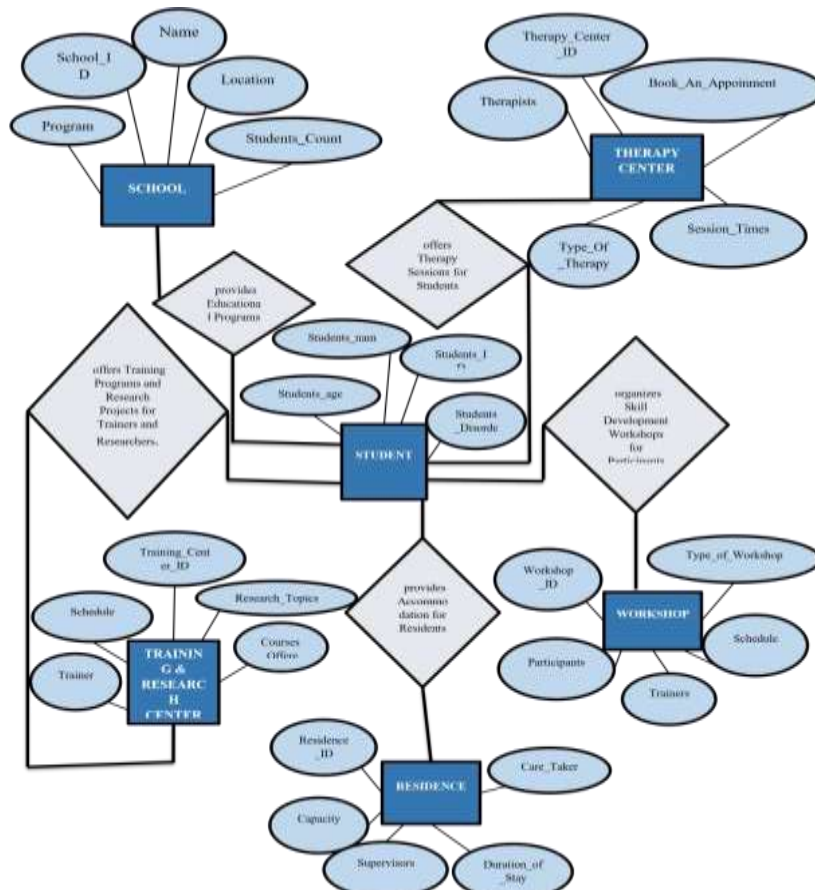 Name
School_I
D
Location
Program
Students_Count
SCHOOL
Therapy_Center
_ID
Book_An_Appoinment
Therapists
THERAPY
CENTER
Session_Times
Type_Of
_Therapy
offers
Therapy
Sessions for
Students
provides
Educationa
l Programs
offers Training
Programs and
Research
Projects for
Trainers and
Researchers.
Students_nam
Students_I
Students_age
Students
_Disorde
STUDENT
organizes
Skill
Development
Workshops
for
Participants
Training_Cent
er_ID
Schedule
Research_Topics
Trainer
Courses
Offere
TRAININ
G &
RESEARC
H
CENTER
provides
Accommo
dation for
Residents
Workshop
_ID
Type_of_Workshop
WORKSHOP
Participants
Schedule
Trainers
Residence
_ID
Care_Taker
RESIDENCE
Capacity
Supervisors
Duration_of
_Stay